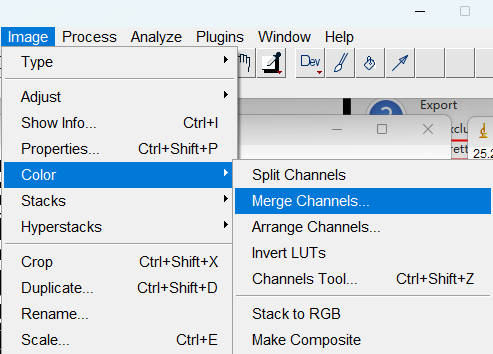 Image Process Analyze Plugins Window Help
Type
Dev
Adjust
Export
Show Info... Ctrl+I
Properties... Ctrl+Shift+P
25.2
Color
Split Channels
Stacks
Merge Channels...
Hyperstacks
Arrange Channels...
Invert LUTs
Crop Ctrl+Shift+X
Channels Tool... Ctrl+Shift+Z
Duplicate... Ctrl+Shift+D
Rename...
Stack to RGB
Scale... Ctrl+E
Make Composite